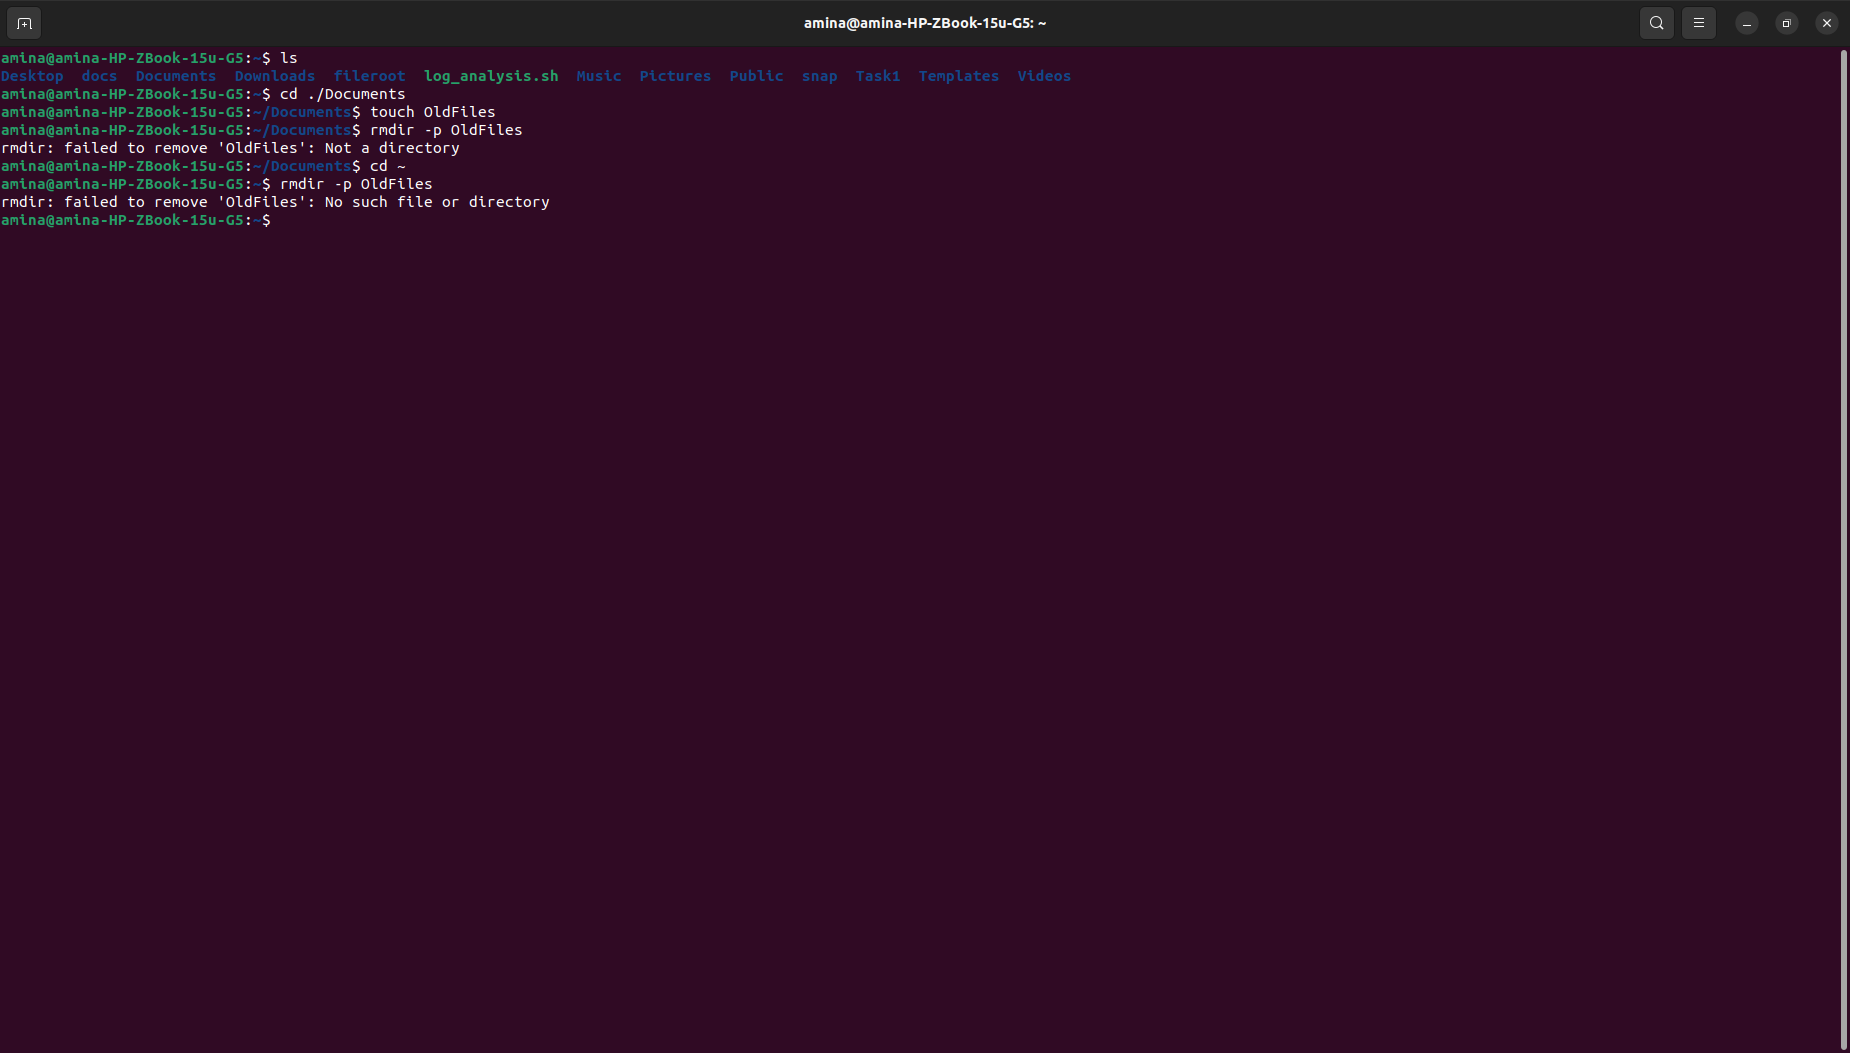 amina@amina-HP-ZBook-15u-G5: ~
amina@amina-HP-ZBook-15u-G5:~$ ls
Desktop  docs  Documents  Downloads  fileroot  log_analysis.sh  Music  Pictures  Public  snap  Task1  Templates  Videos
amina@amina-HP-ZBook-15u-G5:~$ cd ./Documents
amina@amina-HP-ZBook-15u-G5:~/Documents$ touch OldFiles
amina@amina-HP-ZBook-15u-G5:~/Documents$ rmdir -p OldFiles
rmdir: failed to remove 'OldFiles': Not a directory
amina@amina-HP-ZBook-15u-G5:~/Documents$ cd ~
amina@amina-HP-ZBook-15u-G5:~$ rmdir -p OldFiles
rmdir: failed to remove 'OldFiles': No such file or directory
amina@amina-HP-ZBook-15u-G5:~$